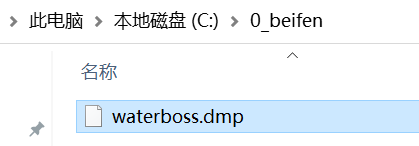 此电脑 > 本地磁盘 (C:) > 0_beifen
名称
waterboss.dmp